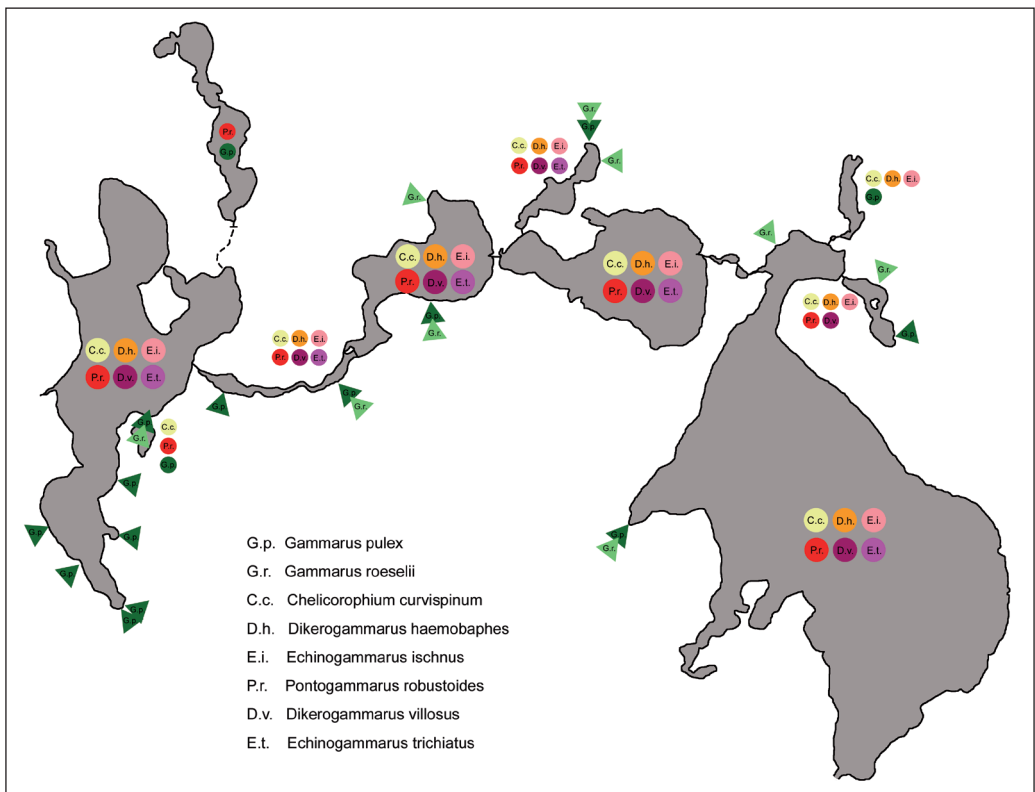 G.r.
G.p.
P.r.
G.p.
C.c. D.h. E.i.
P.r. D.v. E.t.
G.r.
C.c. D.h. E.i.
G.p.
G.r.
G.r.
C.c. D.h. E.i.
P.r. D.v. E.t.
C.c. D.h. E.i.
P.r. D.v. E.t.
G.r.
C.c. D.h. E.i.
P.r. D.v.
G.p.
G.r.
D.p.
C.c. D.h. E.i.
P.r. D.v. E.t.
C.c. D.h. E.i.
P.r. D.v. E.t.
G.p.
G.r.
G.p.
G.p.
G.r.
C.c.
P.r.
G.p.
G.p.
C.c. D.h. E.i.
P.r. D.v. E.t.
G.p.
G.p.
G.p.
G.r.
G.p.
G.p.
G.p.
G.p. Gammarus pulex
G.r. Gammarus roeselii
C.c. Chelicorophium curvispinum
D.h. Dikerogammarus haemobaphes
E.i. Echinogammarus ischnus
P.r. Pontogammarus robustoides
D.v. Dikerogammarus villosus
E.t. Echinogammarus trichiatus